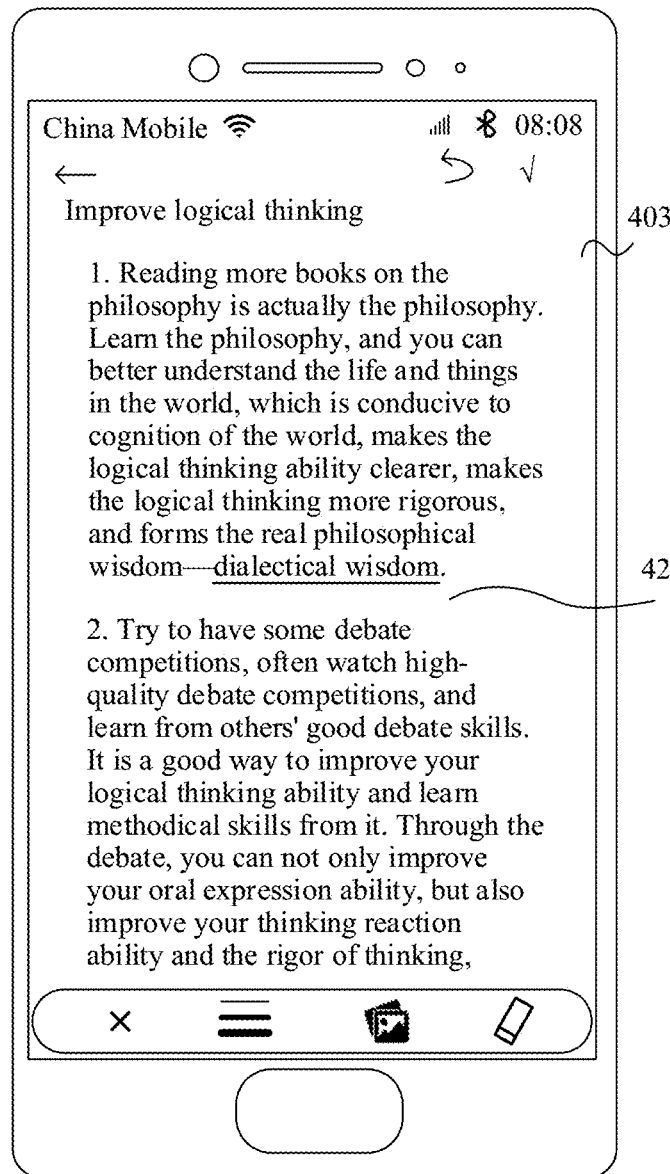 China Mobile 08:08
√
Improve logical thinking
403
1. Reading more books on the
philosophy is actually the philosophy.
Learn the philosophy, and you can
better understand the life and things
in the world, which is conducive to
cognition of the world, makes the
logical thinking ability clearer, makes
the logical thinking more rigorous,
and forms the real philosophical
wisdom—dialectical wisdom.
42
2. Try to have some debate
competitions, often watch high-
quality debate competitions, and
learn from others' good debate skills.
It is a good way to improve your
logical thinking ability and learn
methodical skills from it. Through the
debate, you can not only improve
your oral expression ability, but also
improve your thinking reaction
ability and the rigor of thinking,